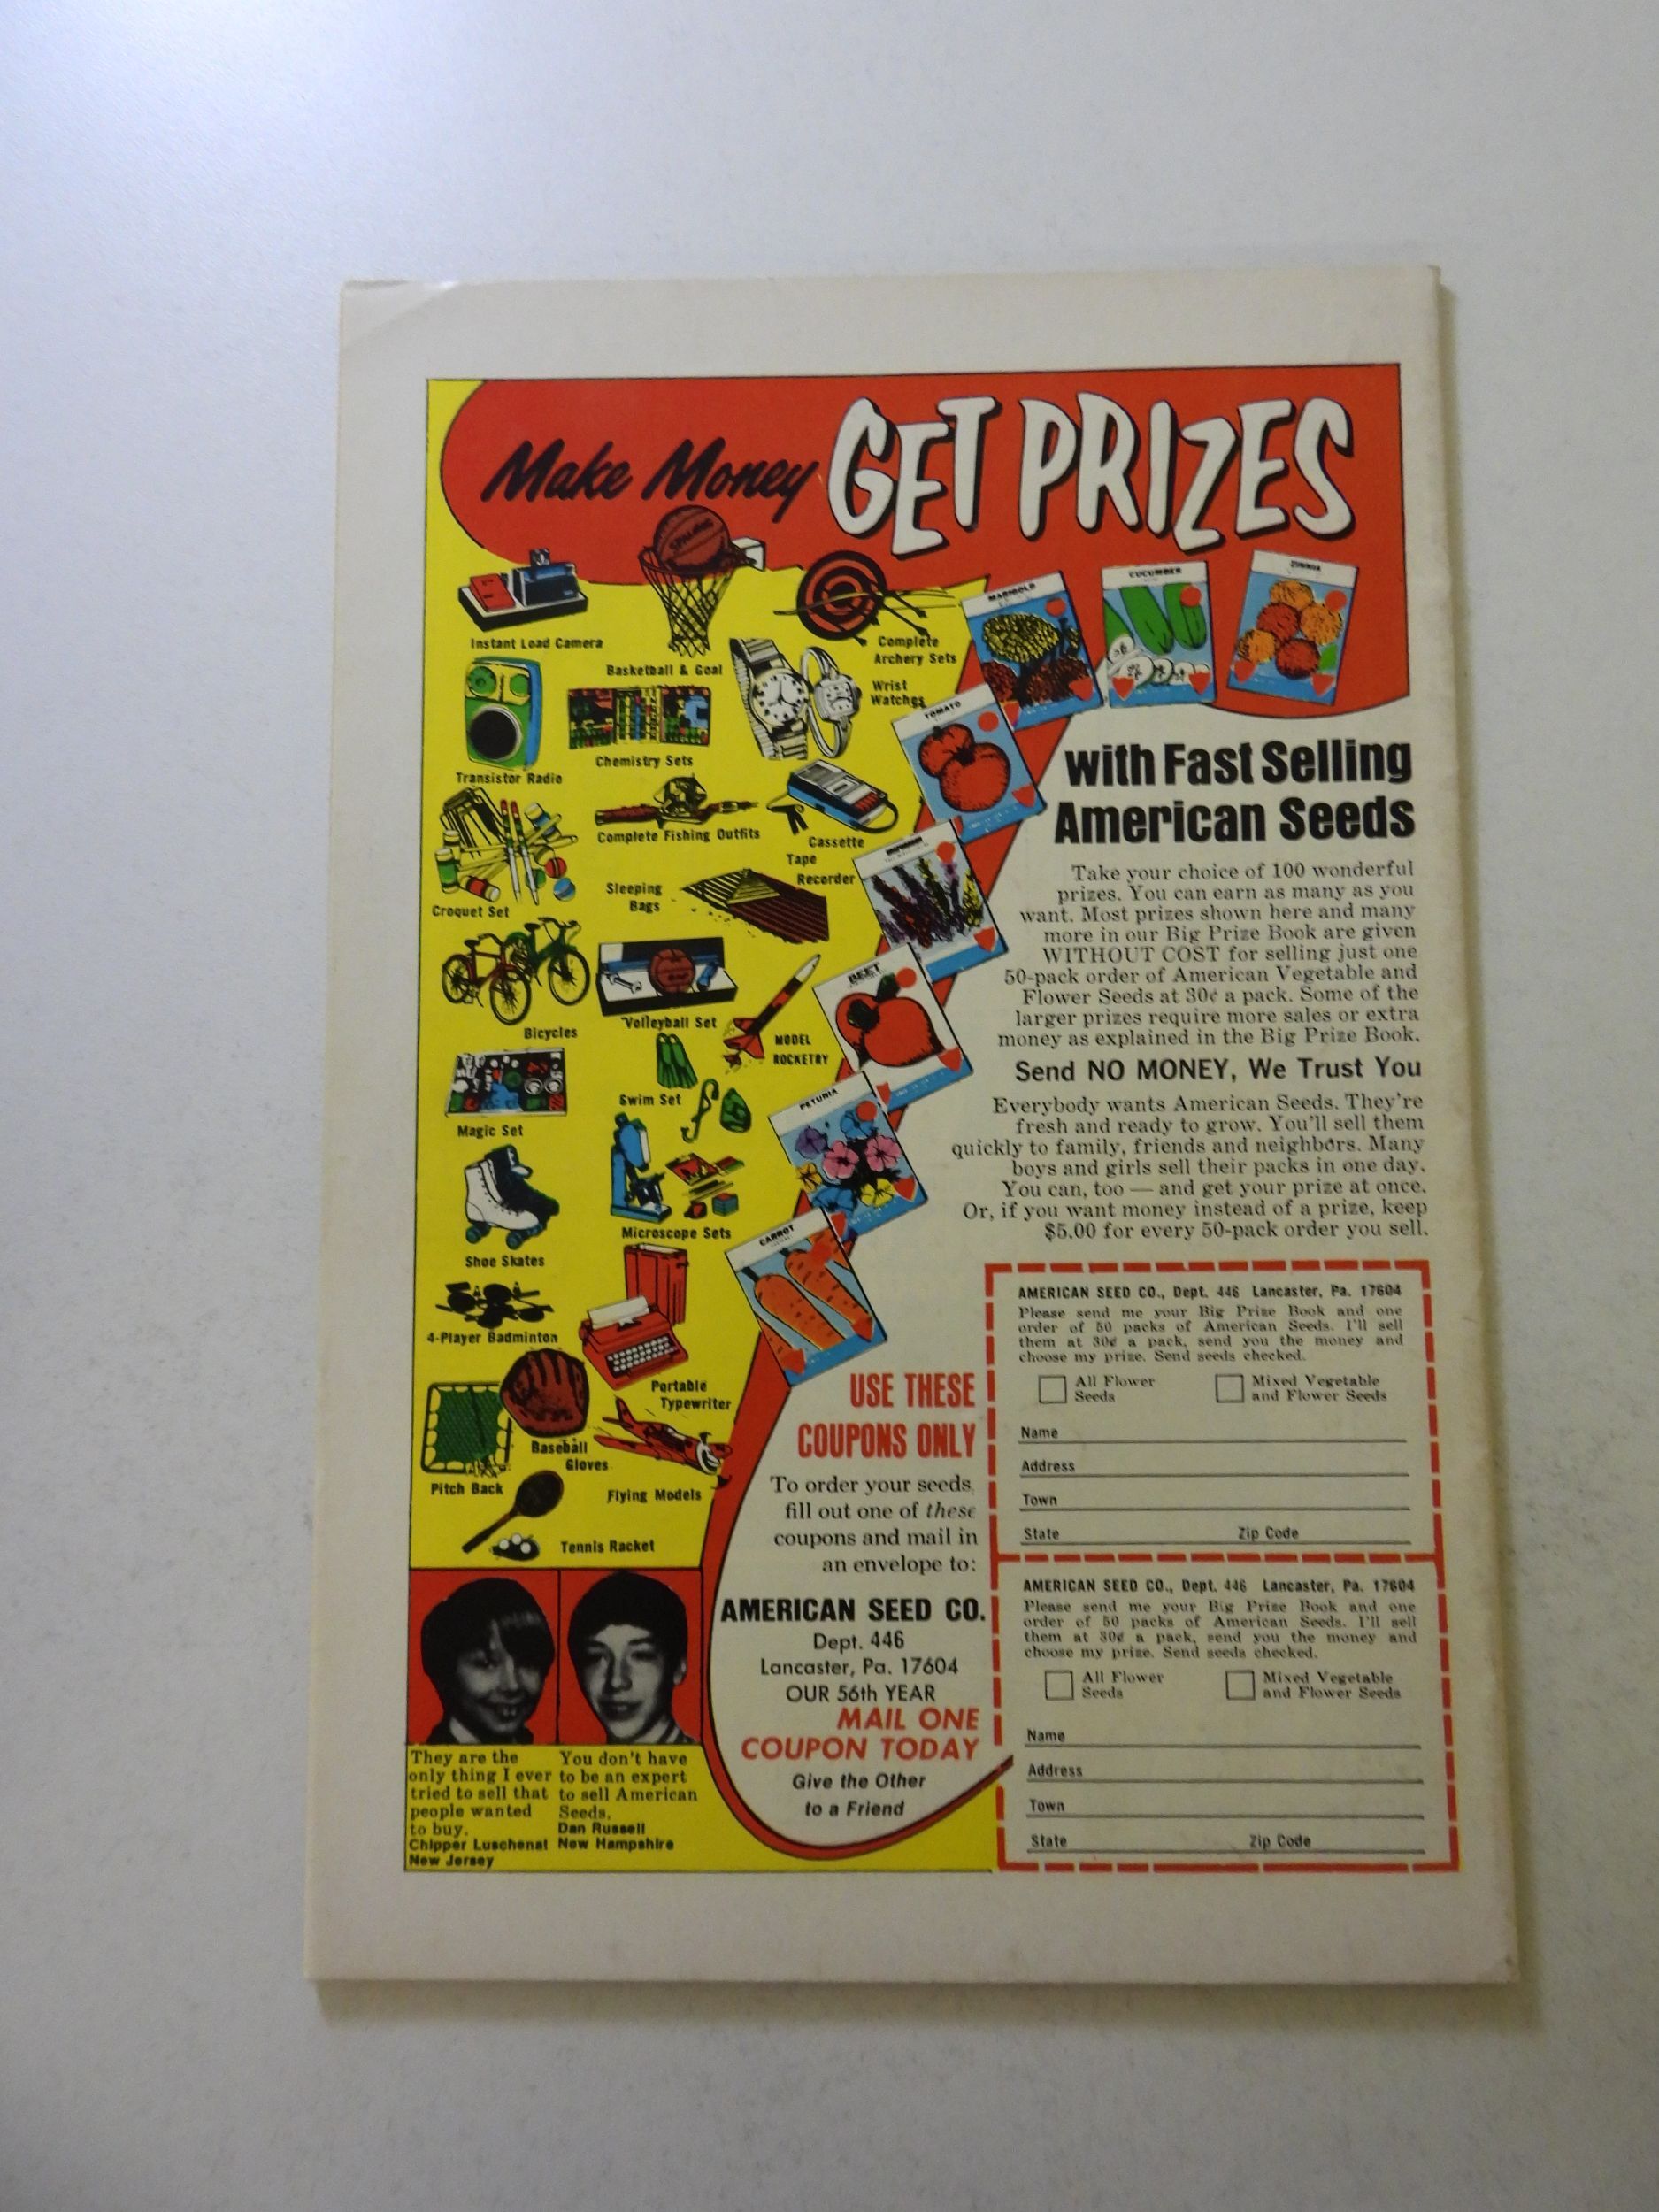 Make Money GET PRIZES
SPALDING
Instant Load Camera
Basketball & Goal
Complete
Archery Sets
Wrist
Watches
Transistor Radio
Chemistry Sets
Complete Fishing Outfits
Cassette
Tape
Recorder
Croquet Set
Sleeping
Bags
Bicycles
Volleyball Set
MODEL
ROCKETRY
Magic Set
Swim Set
Microscope Sets
Shoe Skates
4-Player Badminton
Portable
Typewriter
Baseball
Gloves
Pitch Back
Flying Models
Tennis Racket
MARIGOLD
CUCUMBER
ZINNIA
TOMATO
BEET
PETUNIA
CARROT
with Fast Selling
American Seeds
Take your choice of 100 wonderful
prizes. You can earn as many as you
want. Most prizes shown here and many
more in our Big Prize Book are given
WITHOUT COST for selling just one
50-pack order of American Vegetable and
Flower Seeds at 30¢ a pack. Some of the
larger prizes require more sales or extra
money as explained in the Big Prize Book.
Send NO MONEY, We Trust You
Everybody wants American Seeds. They're
fresh and ready to grow. You'll sell them
quickly to family, friends and neighbors. Many
boys and girls sell their packs in one day.
You can, too — and get your prize at once.
Or, if you want money instead of a prize, keep
$5.00 for every 50-pack order you sell.
USE THESE
COUPONS ONLY
To order your seeds
fill out one of these
coupons and mail in
an envelope to:
AMERICAN SEED CO.
Dept. 446
Lancaster, Pa. 17604
OUR 56th YEAR
MAIL ONE
COUPON TODAY
Give the Other
to a Friend
They are the
only thing I ever
tried to sell that
people wanted
to buy.
Chipper Luschenat
New Jersey
You don't have
to be an expert
to sell American
Seeds.
Dan Russell
New Hampshire
AMERICAN SEED CO., Dept. 446 Lancaster, Pa. 17604
Please send me your Big Prize Book and one
order of 50 packs of American Seeds. I'll sell
them at 30¢ a pack, send you the money and
choose my prize. Send seeds checked.
All Flower
Seeds
Mixed Vegetable
and Flower Seeds
Name
Address
Town
State Zip Code
AMERICAN SEED CO., Dept. 446 Lancaster, Pa. 17604
Please send me your Big Prize Book and one
order of 50 packs of American Seeds. I'll sell
them at 30¢ a pack, send you the money and
choose my prize. Send seeds checked.
All Flower
Seeds
Mixed Vegetable
and Flower Seeds
Name
Address
Town
State Zip Code